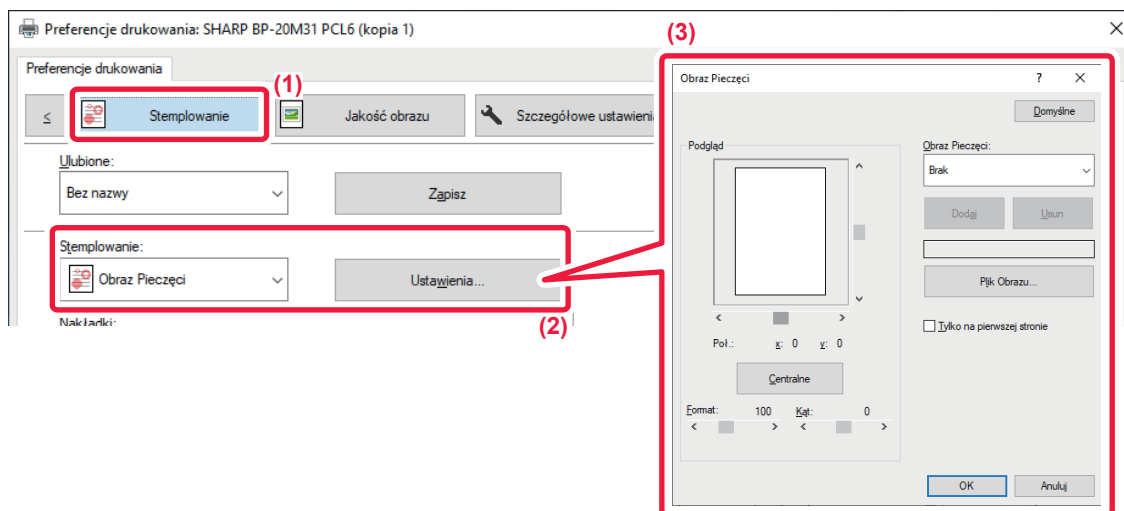 Preferencje drukowania: SHARP BP-20M31 PCL6 (kopia 1)
Preferencje drukowania
(1)
≤
Stemplowanie
Jakość obrazu
Szczegółowe ustawieni
Ulubione:
Bez nazwy
Zapisz
Stemplowanie:
Obraz Pieczęci
Ustawienia...
(2)
Nakładki:
(3)
Obraz Pieczęci
?
Domyślne
Podgląd
Obraz Pieczęci:
Brak
Dodaj
Usun
Plik Obrazu...
Tylko na pierwszej stronie
Poł.: x: 0 y: 0
Centralne
Format: 100 Kąt: 0
OK
Anuluj